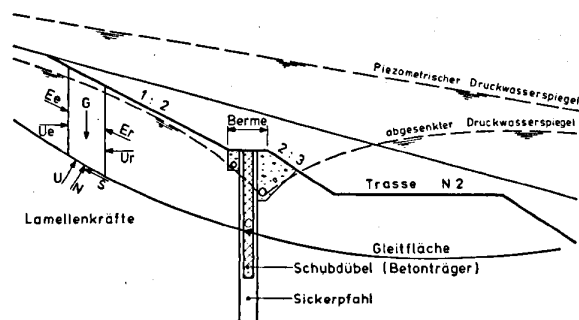 Piezometrischer Druckwasserspiegel
1 : 2
Ee
G
Berme
Er
abgesenkter Druckwasserspiegel
Ue
Ur
2 : 3
U
N
S
Trasse N 2
Lamellenkräfte
C
Gleitfläche
Schubdübel (Betonträger)
Sickerpfahl